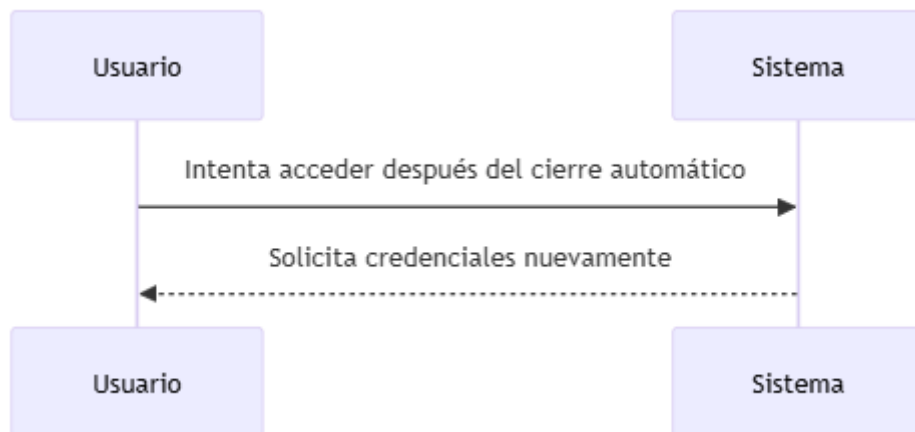 Usuario
Sistema
Intenta acceder después del cierre automático
Solicita credenciales nuevamente
Usuario
Sistema